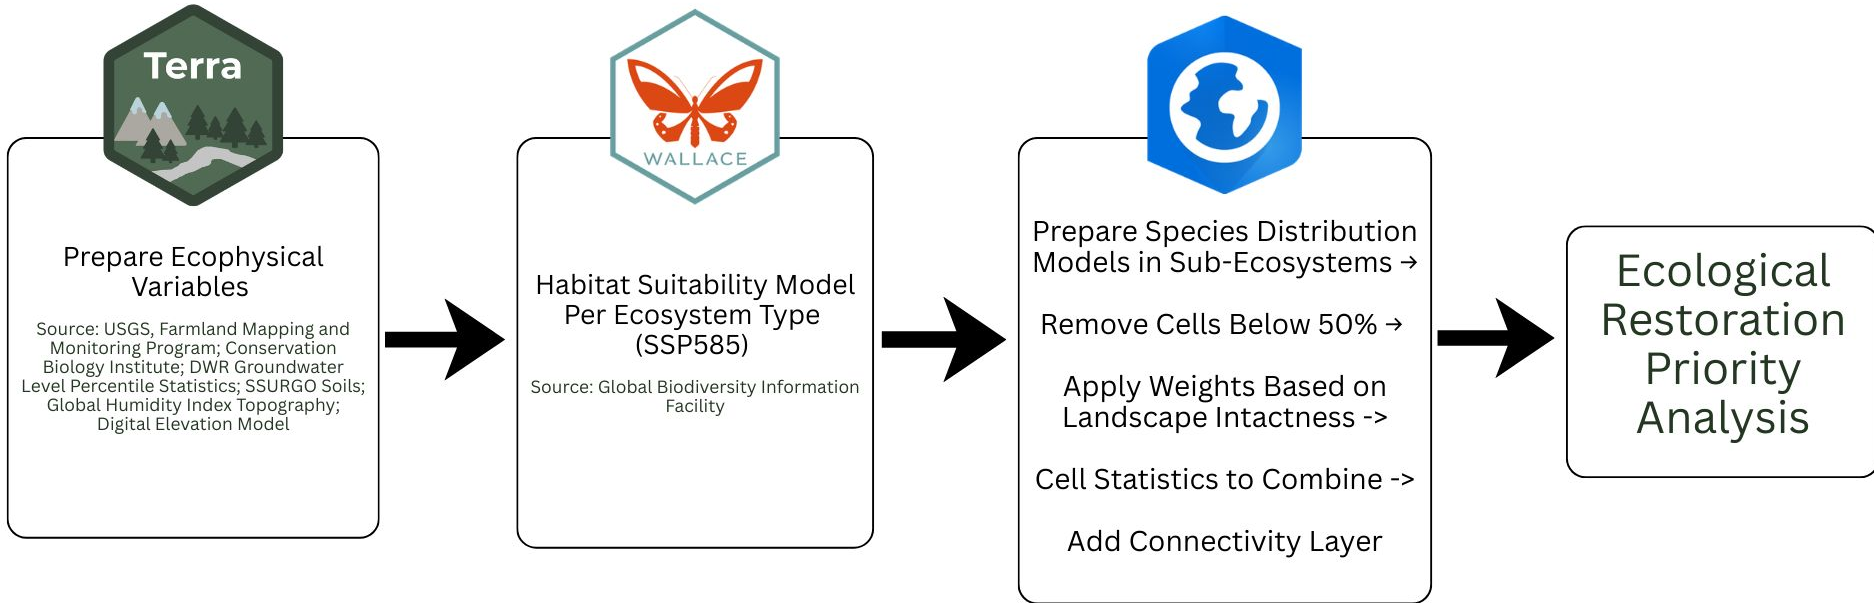 Terra
Prepare Ecophysical
Variables
Source: USGS, Farmland Mapping and
Monitoring Program; Conservation
Biology Institute; DWR Groundwater
Level Percentile Statistics; SSURGO Soils;
Global Humidity Index Topography;
Digital Elevation Model
WALLACE
Habitat Suitability Model
Per Ecosystem Type
(SSP585)
Source: Global Biodiversity Information
Facility
Prepare Species Distribution
Models in Sub-Ecosystems →
Remove Cells Below 50% →
Apply Weights Based on
Landscape Intactness ->
Cell Statistics to Combine ->
Add Connectivity Layer
Ecological
Restoration
Priority
Analysis